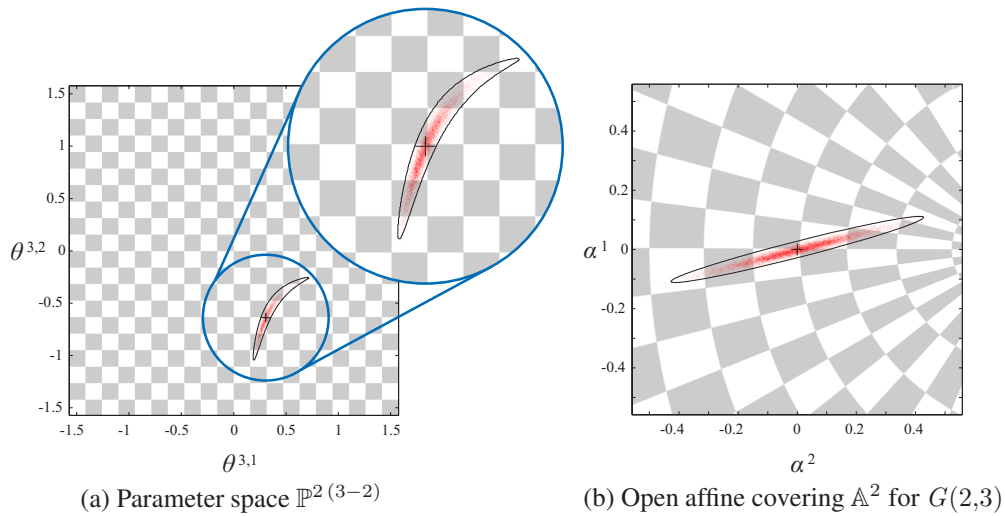 1.5
1
0.5
0
-0.5
-1
-1.5
θ^{3,2}
-1.5 -1 -0.5 0 0.5 1 1.5
θ^{3,1}
(a) Parameter space ℙ^{2 (3−2)}
0.4
0.2
0
-0.2
-0.4
α^1
-0.4 -0.2 0 0.2 0.4
α^2
(b) Open affine covering 𝔸^2 for G(2,3)